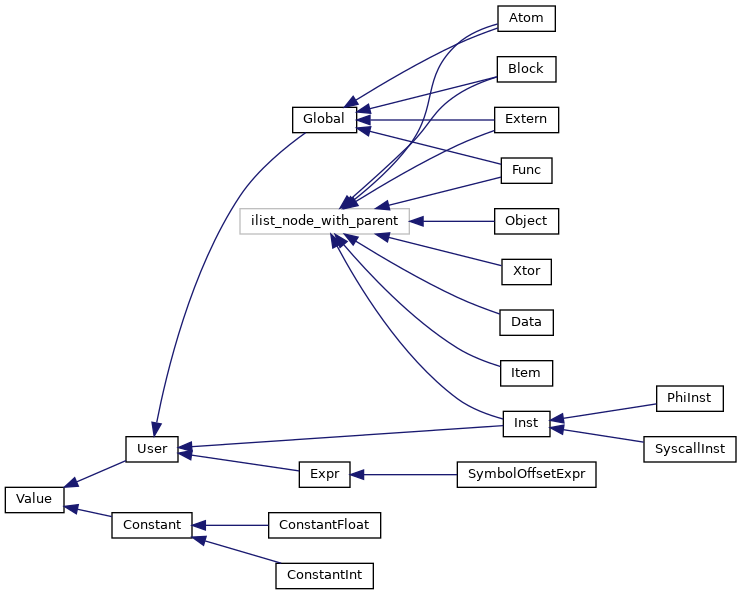 Atom
Block
Global
Extern
Func
ilist_node_with_parent
Object
Xtor
Data
Item
PhiInst
Inst
User
SyscallInst
Expr
SymbolOffsetExpr
Value
Constant
ConstantFloat
ConstantInt